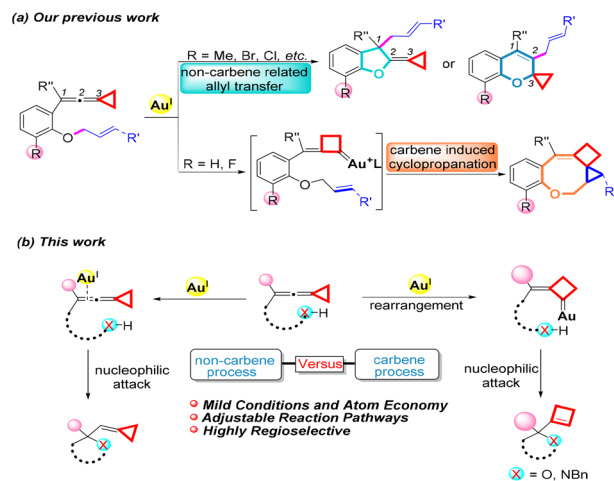 (a) Our previous work
R" 1 2 3
O R' R
Au^I
R = Me, Br, Cl, etc.
non-carbene related
allyl transfer
R" 1 R' 2 3 O R
or
R" 1 2 R' O 3 R
R = H, F
R" Au⁺L O R' R
carbene induced
cyclopropanation
R" O R R
(b) This work
Au^I
X-H
Au^I
X-H
Au^I
rearrangement
Au
X-H
nucleophilic
attack
non-carbene
process
Versus
carbene
process
nucleophilic
attack
Mild Conditions and Atom Economy
Adjustable Reaction Pathways
Highly Regioselective
X
X
X = O, NBn